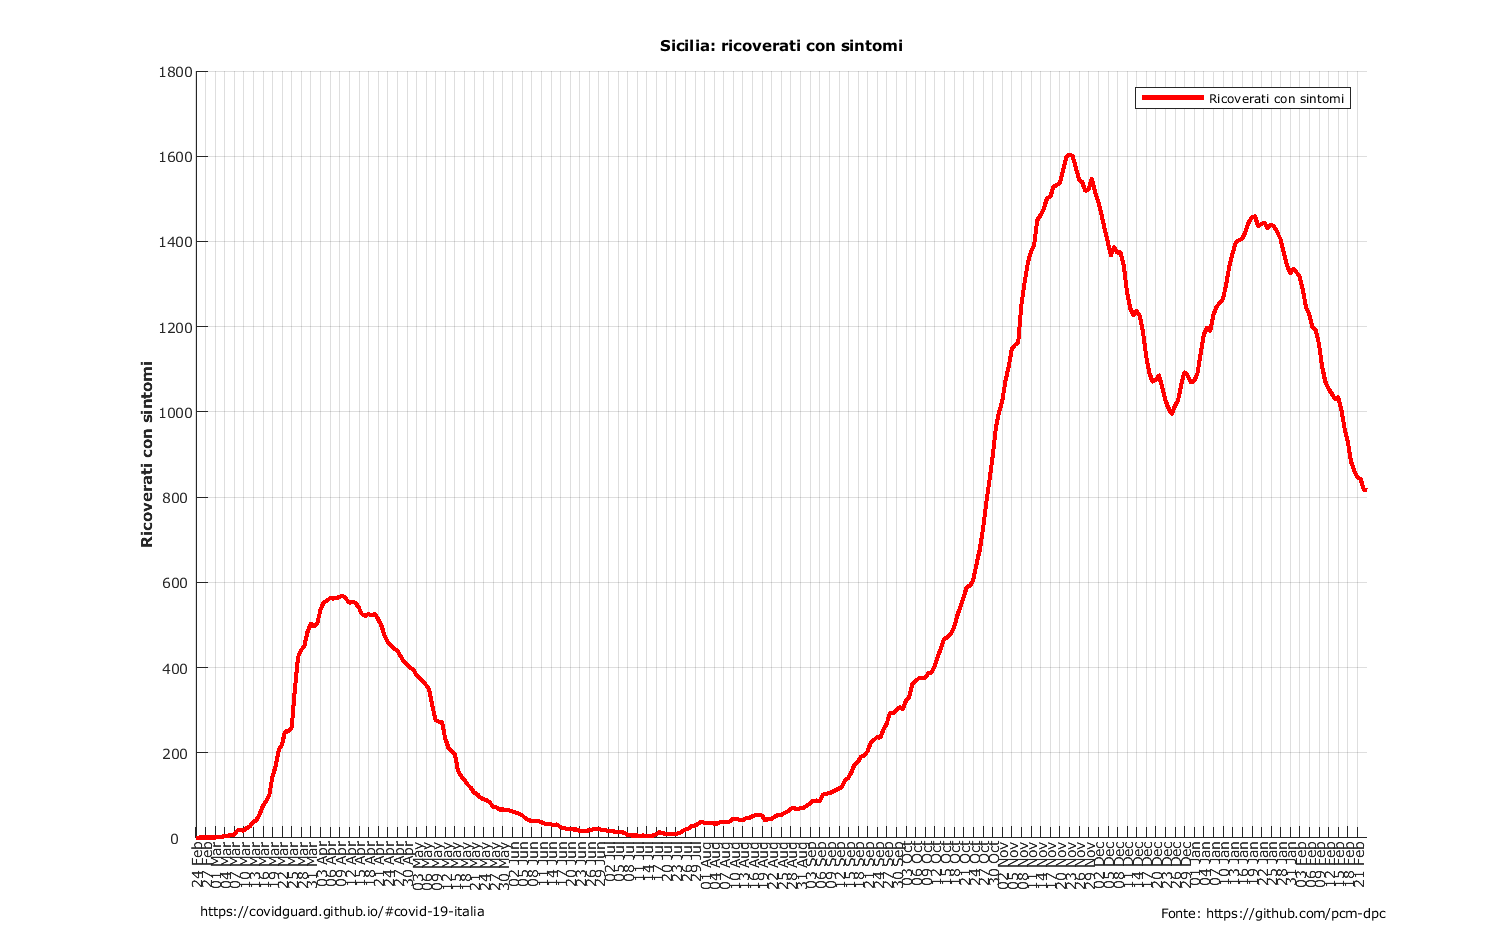 Sicilia: ricoverati con sintomi
Ricoverati con sintomi
Ricoverati con sintomi
1800
1600
1400
1200
1000
800
600
400
200
0
24 Feb
27 Feb
01 Mar
04 Mar
07 Mar
10 Mar
13 Mar
16 Mar
19 Mar
22 Mar
25 Mar
28 Mar
31 Mar
03 Apr
06 Apr
09 Apr
12 Apr
15 Apr
18 Apr
21 Apr
24 Apr
27 Apr
30 Apr
03 May
06 May
09 May
12 May
15 May
18 May
21 May
24 May
27 May
30 May
02 Jun
05 Jun
08 Jun
11 Jun
14 Jun
17 Jun
20 Jun
23 Jun
26 Jun
29 Jun
02 Jul
05 Jul
08 Jul
11 Jul
14 Jul
17 Jul
20 Jul
23 Jul
26 Jul
29 Jul
01 Aug
04 Aug
07 Aug
10 Aug
13 Aug
16 Aug
19 Aug
22 Aug
25 Aug
28 Aug
31 Aug
03 Sep
06 Sep
09 Sep
12 Sep
15 Sep
18 Sep
21 Sep
24 Sep
27 Sep
30 Sep
03 Oct
06 Oct
09 Oct
12 Oct
15 Oct
18 Oct
21 Oct
24 Oct
27 Oct
30 Oct
02 Nov
05 Nov
08 Nov
11 Nov
14 Nov
17 Nov
20 Nov
23 Nov
26 Nov
29 Nov
02 Dec
05 Dec
08 Dec
11 Dec
14 Dec
17 Dec
20 Dec
23 Dec
26 Dec
29 Dec
01 Jan
04 Jan
07 Jan
10 Jan
13 Jan
16 Jan
19 Jan
22 Jan
25 Jan
28 Jan
31 Jan
03 Feb
06 Feb
09 Feb
12 Feb
15 Feb
18 Feb
21 Feb
https://covidguard.github.io/#covid-19-italia
Fonte: https://github.com/pcm-dpc